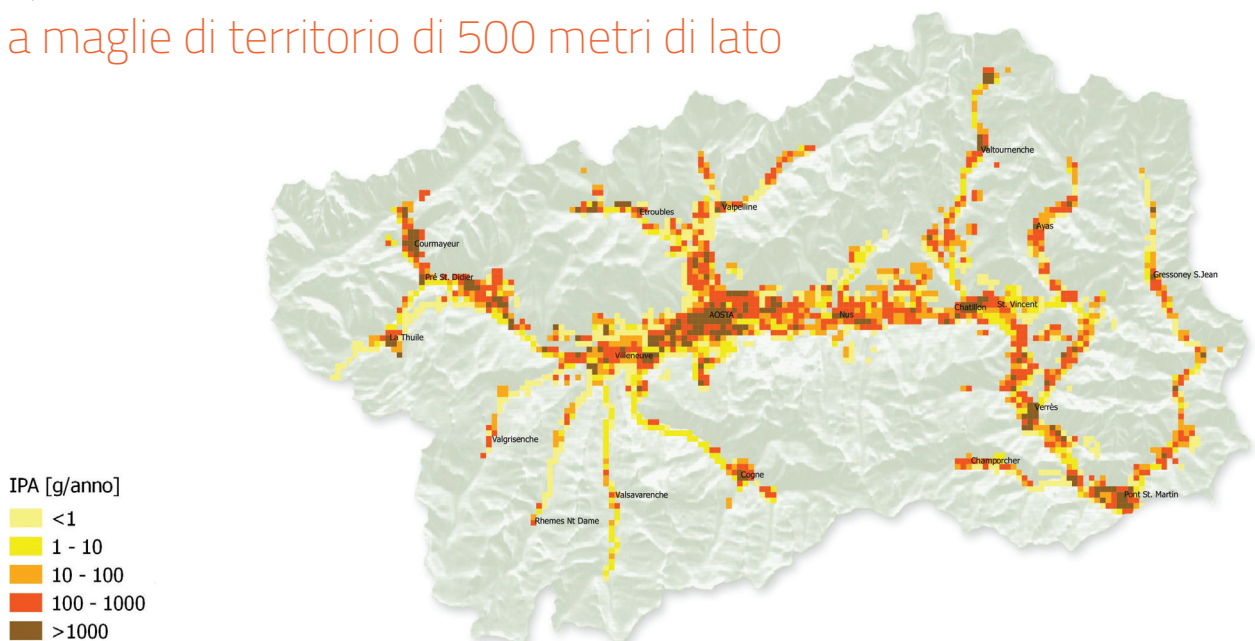 a maglie di territorio di 500 metri di lato
Valtournenche
Etroubles
Valpelline
Ayas
Courmayeur
Pré St. Didier
Gressoney S.Jean
AOSTA
Nus
Chatillon
St. Vincent
La Thuile
Villeneuve
Verrès
Valgrisenche
Champorcher
Cogne
Valsavarenche
Pont St. Martin
Rhemes Nt Dame
IPA [g/anno]
<1
1 - 10
10 - 100
100 - 1000
>1000